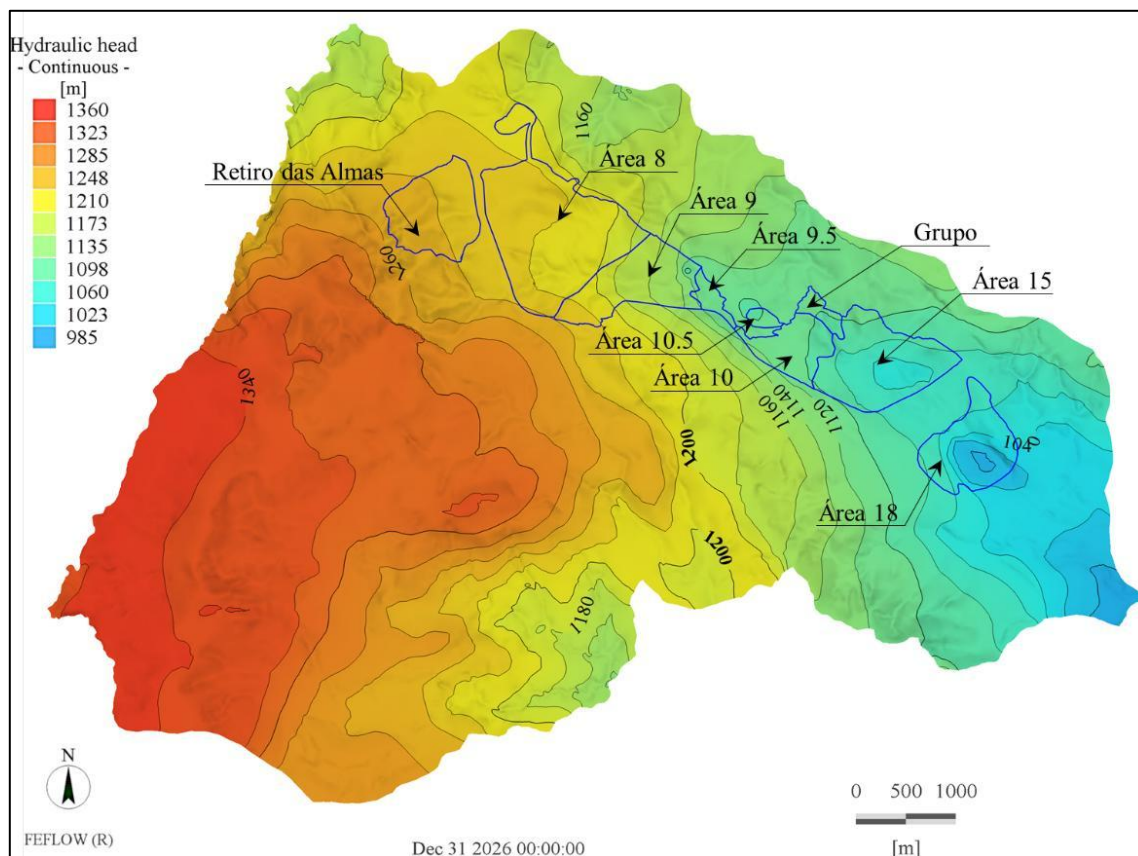 Hydraulic head
- Continuous -
[m]
1360
1323
1285
1248
1210
1173
1135
1098
1060
1023
985
1160
Retiro das Almas
Área 8
Área 9
Área 9.5
Grupo
Área 15
1260
Área 10.5
Área 10
1340
1160
1140
1120
1200
1040
Área 18
1200
1180
N
0 500 1000
[m]
FEFLOW (R)
Dec 31 2026 00:00:00